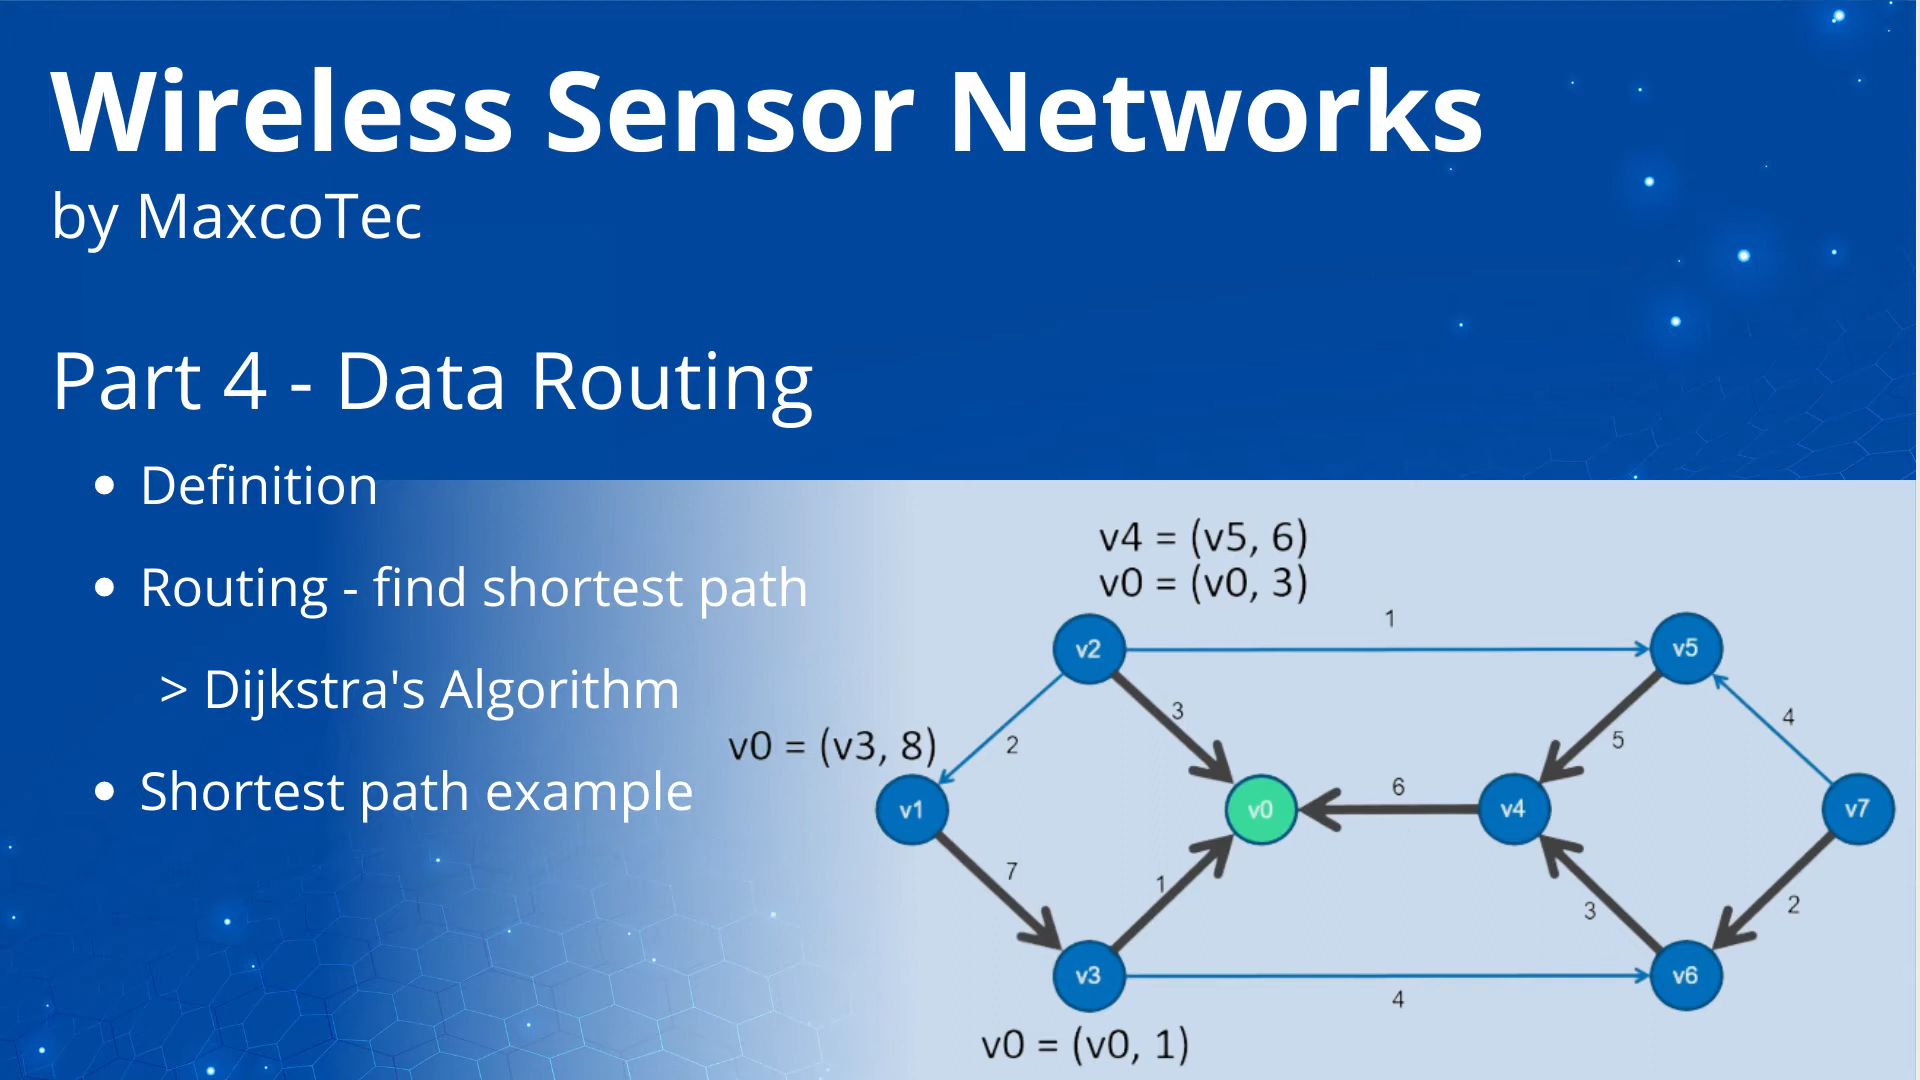 Wireless Sensor Networks
by MaxcoTec
Part 4 - Data Routing
• Definition
• Routing - find shortest path
> Dijkstra's Algorithm
• Shortest path example
v4 = (v5, 6)
v0 = (v0, 3)
1
v2
v5
3
4
5
2
v0 = (v3, 8)
6
v1
v0
v4
v7
7
1
3
2
v3
v6
4
v0 = (v0, 1)